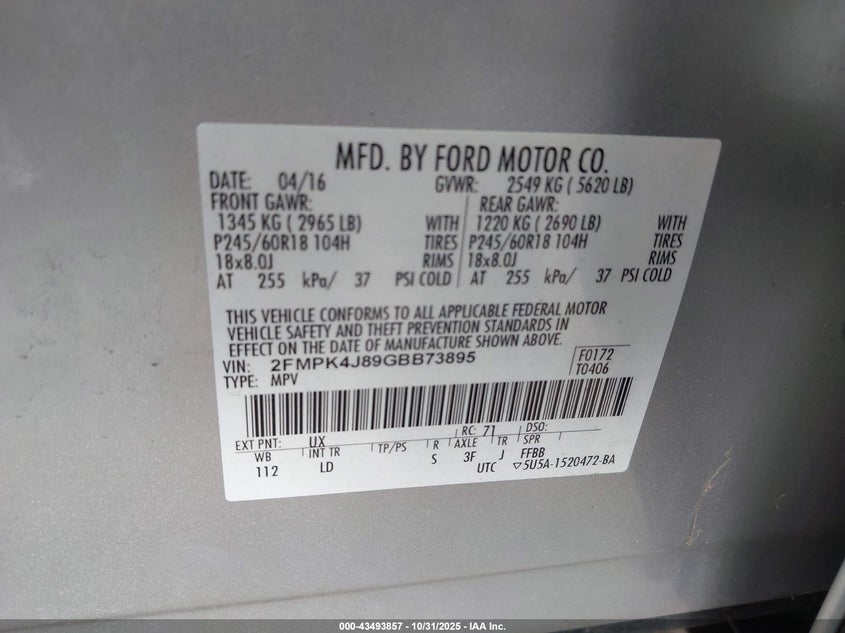 MFD. BY FORD MOTOR CO.
DATE: 04/16 GVWR: 2549 KG ( 5620 LB)
FRONT GAWR: REAR GAWR:
1345 KG ( 2965 LB) WITH 1220 KG ( 2690 LB) WITH
P245/60R18 104H TIRES P245/60R18 104H TIRES
18x8.0J RIMS 18x8.0J RIMS
AT 255 kPa/ 37 PSI COLD AT 255 kPa/ 37 PSI COLD
THIS VEHICLE CONFORMS TO ALL APPLICABLE FEDERAL MOTOR
VEHICLE SAFETY AND THEFT PREVENTION STANDARDS IN
EFFECT ON THE DATE OF MANUFACTURE SHOWN ABOVE.
VIN: 2FMPK4J89GBB73895 F0172
TYPE: MPV T0406
EXT PNT: UX RC: 71 DSO:
WB INT TR TP/PS R AXLE TR SPR
112 LD S 3F J FFBB
UTC ▽5U5A-1520472-BA
000-43493857 - 10/31/2025 - IAA Inc.